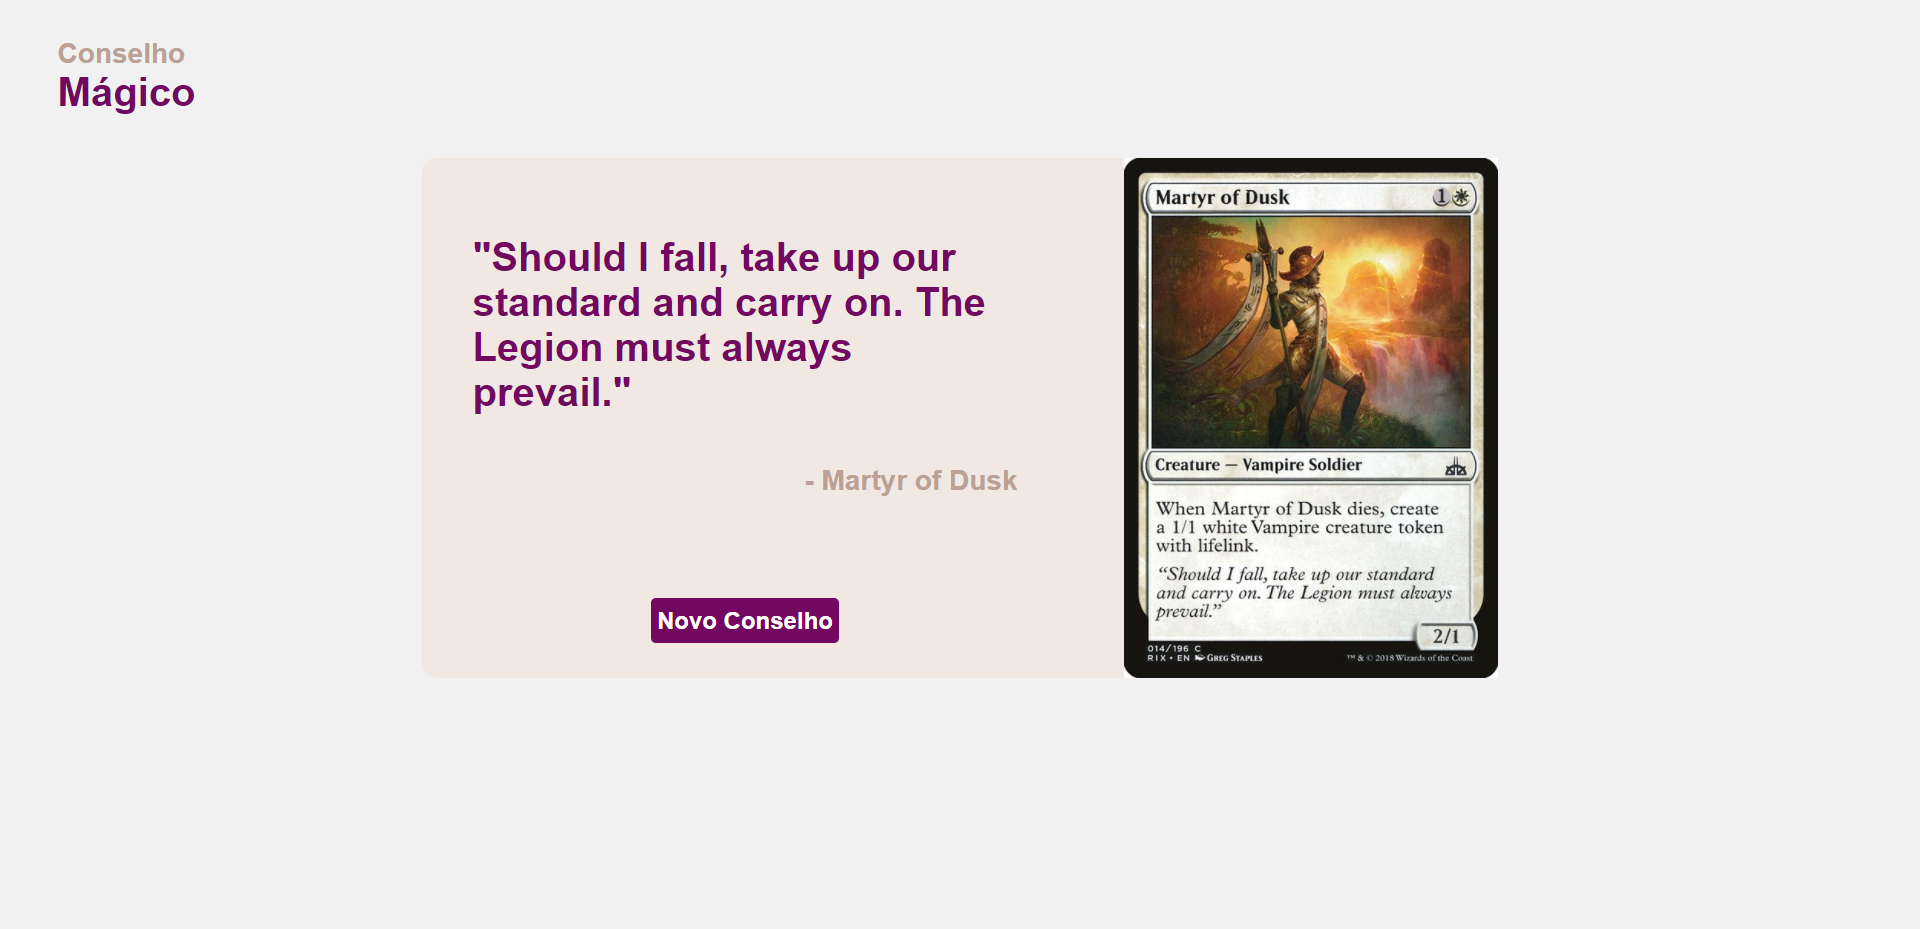 Conselho
Mágico
"Should I fall, take up our
standard and carry on. The
Legion must always
prevail."
- Martyr of Dusk
Novo Conselho
Martyr of Dusk 1
Creature — Vampire Soldier
When Martyr of Dusk dies, create
a 1/1 white Vampire creature token
with lifelink.
“Should I fall, take up our standard
and carry on. The Legion must always
prevail.”
2/1
014/196 C
RIX • EN Greg Staples
™ & © 2018 Wizards of the Coast